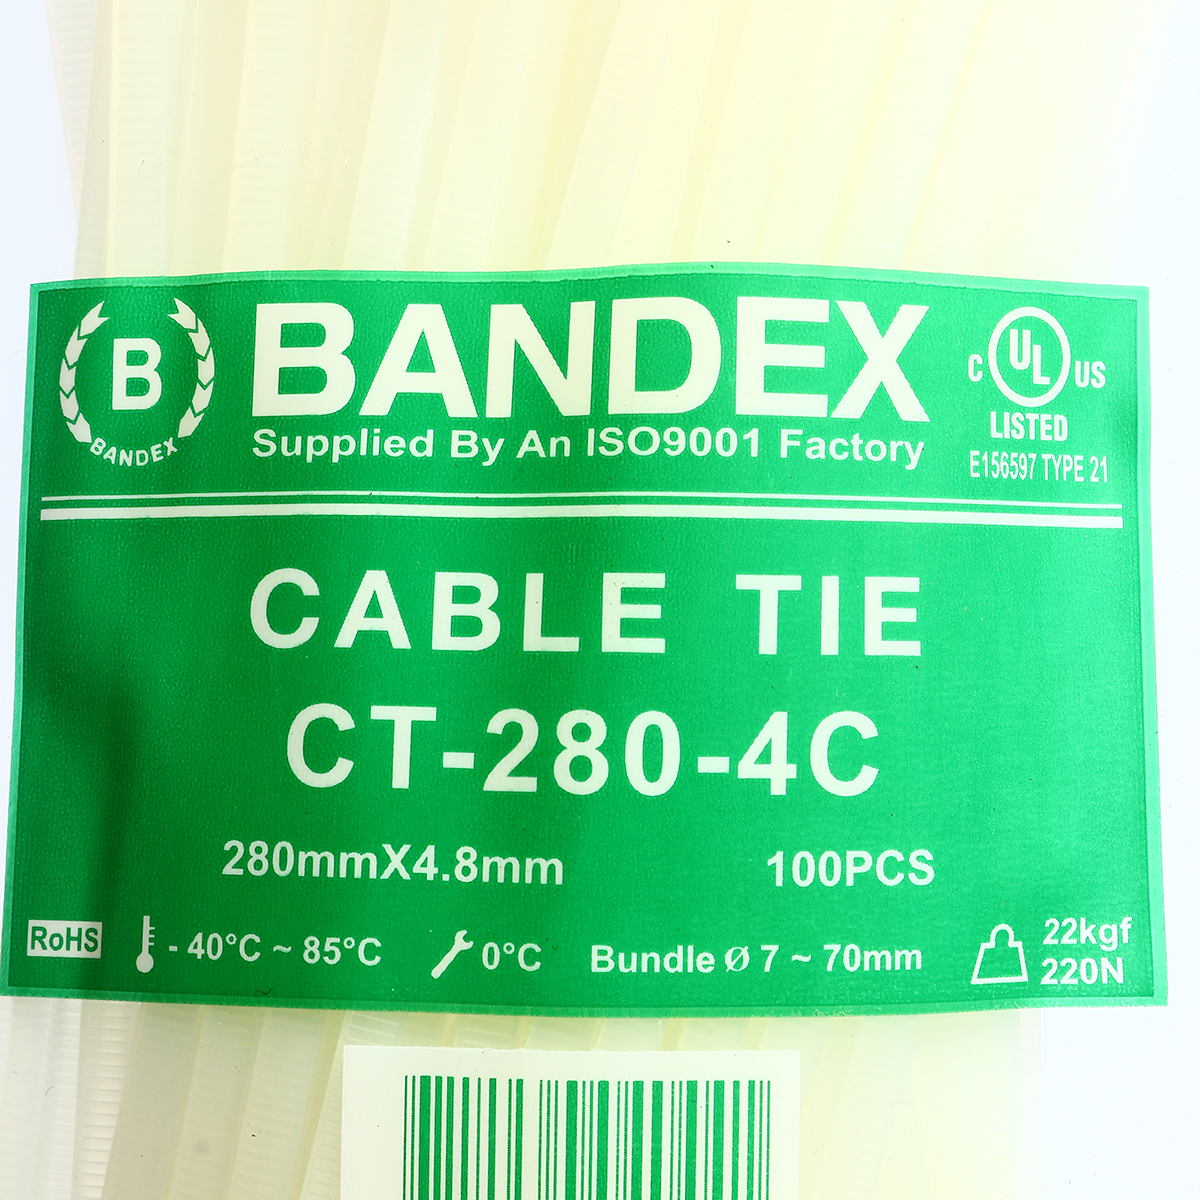 B
BANDEX
BANDEX
Supplied By An ISO9001 Factory
C UL US
LISTED
E156597 TYPE 21
CABLE TIE
CT-280-4C
280mmX4.8mm 100PCS
RoHS - 40°C ~ 85°C 0°C Bundle Ø 7 ~ 70mm 22kgf
220N